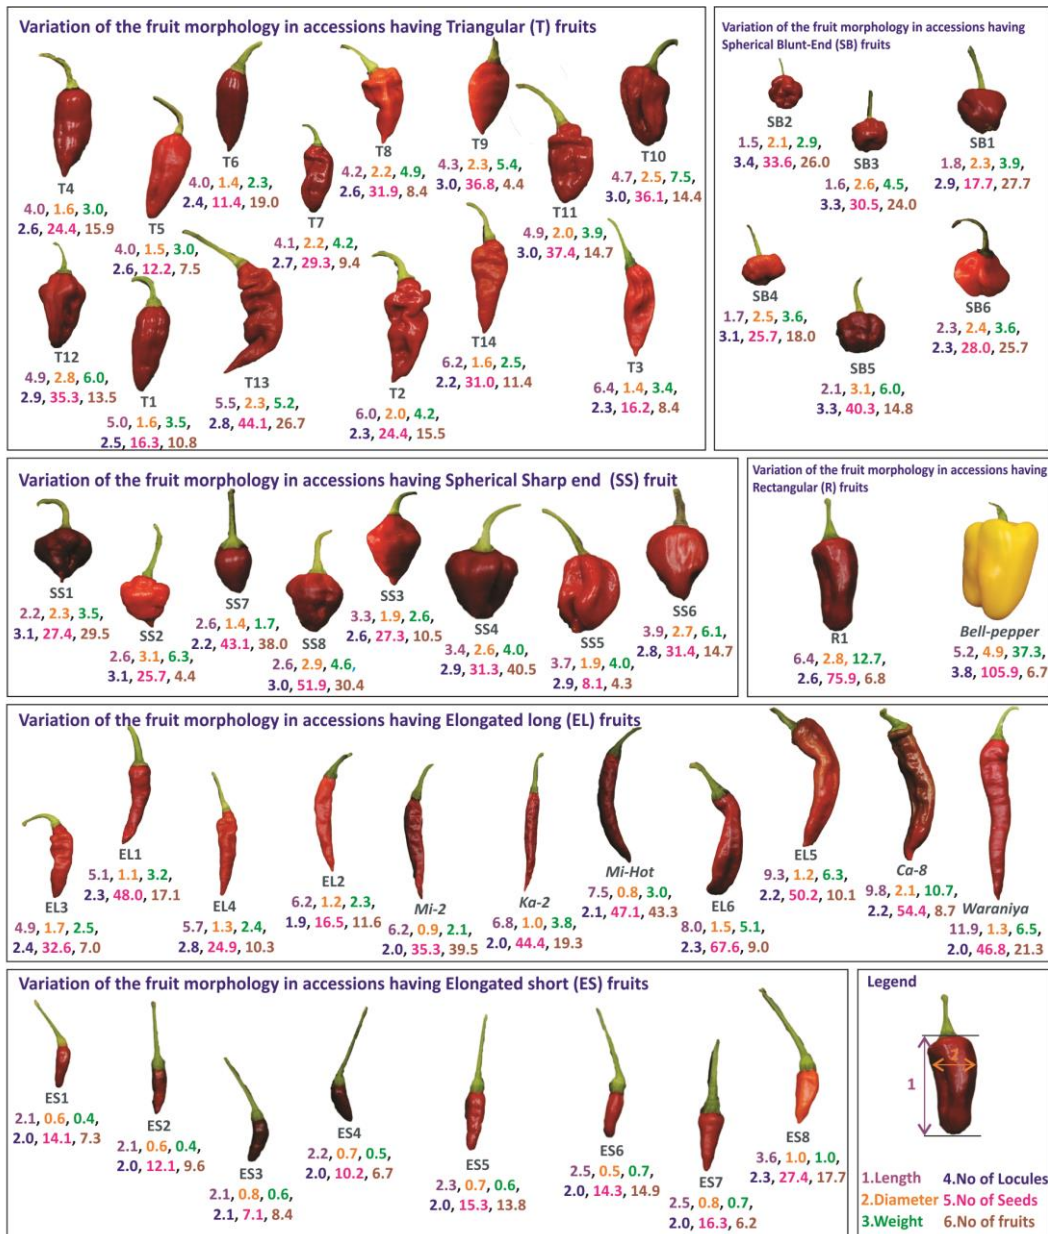 Variation of the fruit morphology in accessions having Triangular (T) fruits
T4
4.0, 1.6, 3.0
2.6, 24.4, 15.9
T5
4.0, 1.5, 3.0
2.6, 12.2, 7.5
T6
4.0, 1.4, 2.3
2.4, 11.4, 19.0
T7
4.1, 2.2, 4.2
2.7, 29.3, 9.4
T8
4.2, 2.2, 4.9
2.6, 31.9, 8.4
T9
4.3, 2.3, 5.4
3.0, 36.8, 4.4
T11
4.9, 2.0, 3.9
3.0, 37.4, 14.7
T10
4.7, 2.5, 7.5
3.0, 36.1, 14.4
T12
4.9, 2.8, 6.0
2.9, 35.3, 13.5
T1
5.0, 1.6, 3.5
2.5, 16.3, 10.8
T13
5.5, 2.3, 5.2
2.8, 44.1, 26.7
T2
6.0, 2.0, 4.2
2.3, 24.4, 15.5
T14
6.2, 1.6, 2.5
2.2, 31.0, 11.4
T3
6.4, 1.4, 3.4
2.3, 16.2, 8.4
Variation of the fruit morphology in accessions having
Spherical Blunt-End (SB) fruits
SB2
1.5, 2.1, 2.9
3.4, 33.6, 26.0
SB3
1.6, 2.6, 4.5
3.3, 30.5, 24.0
SB1
1.8, 2.3, 3.9
2.9, 17.7, 27.7
SB4
1.7, 2.5, 3.6
3.1, 25.7, 18.0
SB5
2.1, 3.1, 6.0
3.3, 40.3, 14.8
SB6
2.3, 2.4, 3.6
2.3, 28.0, 25.7
Variation of the fruit morphology in accessions having Spherical Sharp end (SS) fruit
SS1
2.2, 2.3, 3.5
3.1, 27.4, 29.5
SS2
2.6, 3.1, 6.3
3.1, 25.7, 4.4
SS7
2.6, 1.4, 1.7
2.2, 43.1, 38.0
SS8
2.6, 2.9, 4.6,
3.0, 51.9, 30.4
SS3
3.3, 1.9, 2.6
2.6, 27.3, 10.5
SS4
3.4, 2.6, 4.0
2.9, 31.3, 40.5
SS5
3.7, 1.9, 4.0
2.9, 8.1, 4.3
SS6
3.9, 2.7, 6.1
2.8, 31.4, 14.7
Variation of the fruit morphology in accessions having
Rectangular (R) fruits
R1
6.4, 2.8, 12.7
2.6, 75.9, 6.8
Bell-pepper
5.2, 4.9, 37.3
3.8, 105.9, 6.7
Variation of the fruit morphology in accessions having Elongated long (EL) fruits
EL3
4.9, 1.7, 2.5
2.4, 32.6, 7.0
EL1
5.1, 1.1, 3.2
2.3, 48.0, 17.1
EL4
5.7, 1.3, 2.4
2.8, 24.9, 10.3
EL2
6.2, 1.2, 2.3
1.9, 16.5, 11.6
Mi-2
6.2, 0.9, 2.1
2.0, 35.3, 39.5
Ka-2
6.8, 1.0, 3.8
2.0, 44.4, 19.3
Mi-Hot
7.5, 0.8, 3.0
2.1, 47.1, 43.3
EL6
8.0, 1.5, 5.1
2.3, 67.6, 9.0
EL5
9.3, 1.2, 6.3
2.2, 50.2, 10.1
Ca-8
9.8, 2.1, 10.7
2.2, 54.4, 8.7
Waraniya
11.9, 1.3, 6.5
2.0, 46.8, 21.3
Variation of the fruit morphology in accessions having Elongated short (ES) fruits
ES1
2.1, 0.6, 0.4
2.0, 14.1, 7.3
ES2
2.1, 0.6, 0.4
2.0, 12.1, 9.6
ES3
2.1, 0.8, 0.6
2.1, 7.1, 8.4
ES4
2.2, 0.7, 0.5
2.0, 10.2, 6.7
ES5
2.3, 0.7, 0.6
2.0, 15.3, 13.8
ES6
2.5, 0.5, 0.7
2.0, 14.3, 14.9
ES7
2.5, 0.8, 0.7
2.0, 16.3, 6.2
ES8
3.6, 1.0, 1.0
2.3, 27.4, 17.7
Legend
1
2
1.Length 4.No of Locules
2.Diameter 5.No of Seeds
3.Weight 6.No of fruits